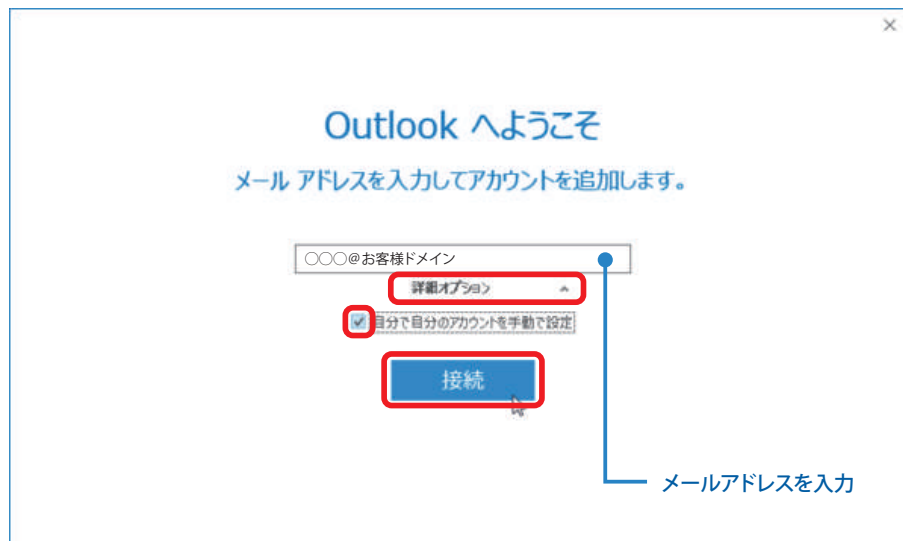 Outlook へようこそ
メール アドレスを入力してアカウントを追加します。
○○○@お客様ドメイン
詳細オプション
自分で自分のアカウントを手動で設定
接続
メールアドレスを入力